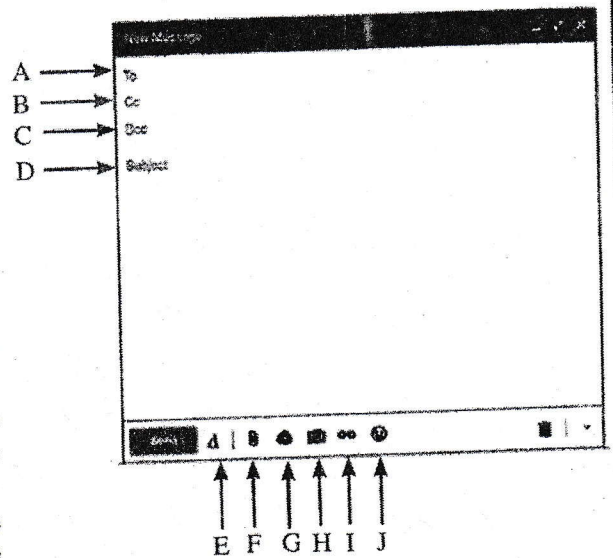 New Message
A To
B Cc
C Bcc
D Subject
Send A
E F G H I J